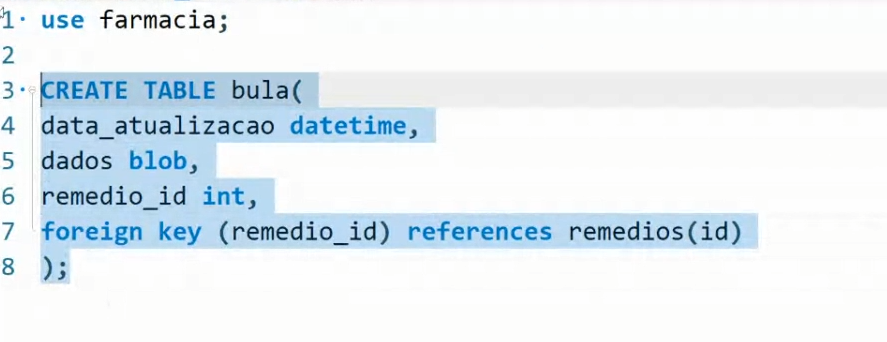 1 use farmacia;
2
3 CREATE TABLE bula(
4 data_atualizacao datetime,
5 dados blob,
6 remedio_id int,
7 foreign key (remedio_id) references remedios(id)
8 );